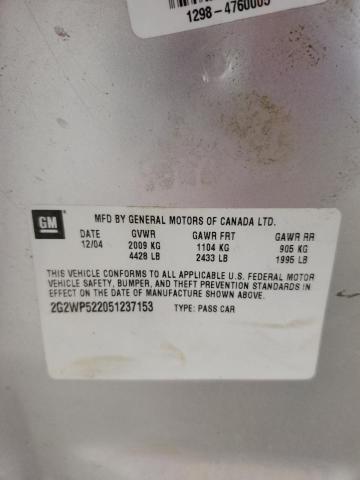 1298-4760005
GM
MFD BY GENERAL MOTORS OF CANADA LTD.
DATE GVWR GAWR FRT GAWR RR
12/04 2009 KG 1104 KG 905 KG
4428 LB 2433 LB 1995 LB
THIS VEHICLE CONFORMS TO ALL APPLICABLE U.S. FEDERAL MOTOR
VEHICLE SAFETY, BUMPER, AND THEFT PREVENTION STANDARDS IN
EFFECT ON THE DATE OF MANUFACTURE SHOWN ABOVE.
2G2WP522051237153 TYPE: PASS CAR